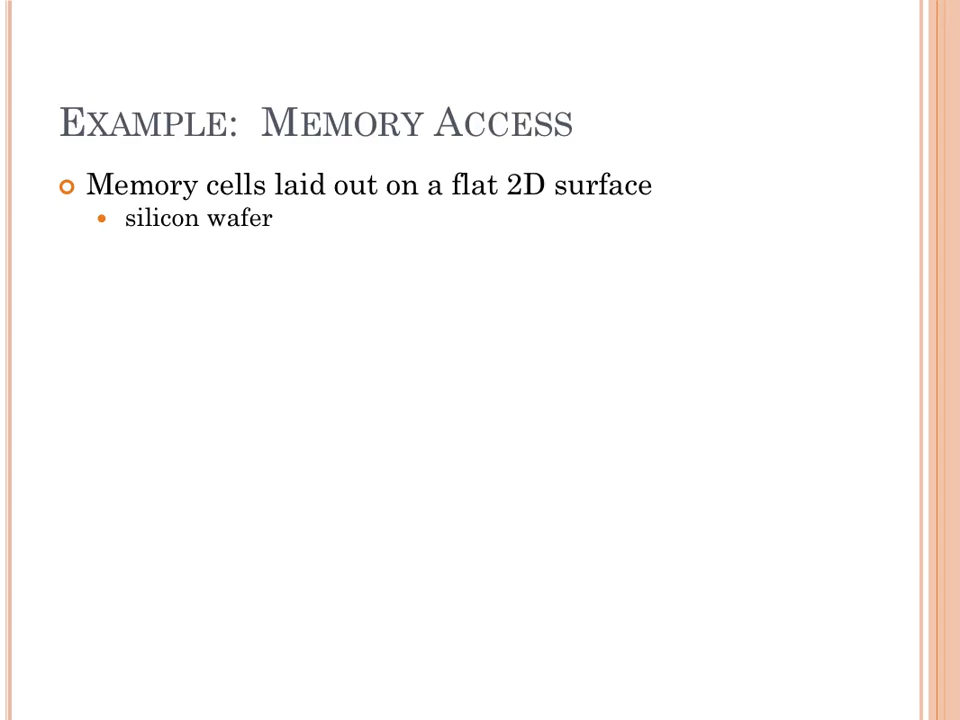 EXAMPLE: MEMORY ACCESS
Memory cells laid out on a flat 2D surface
silicon wafer